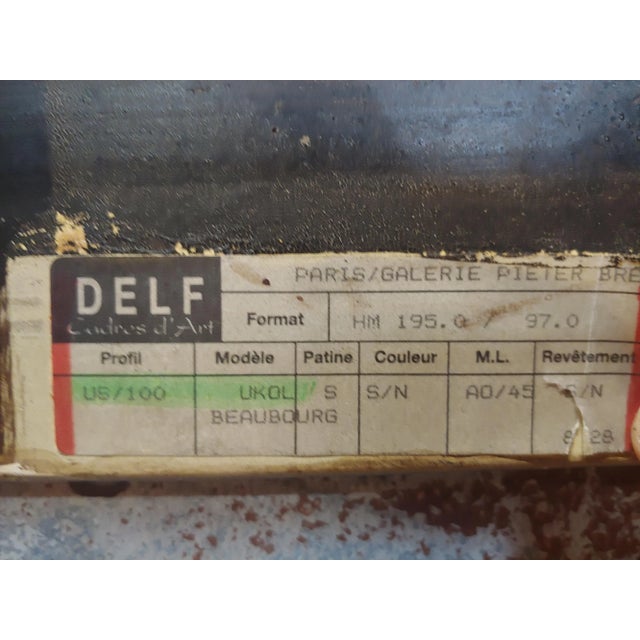 DELF
Cadres d'Art
PARIS/GALERIE PIETER BRE
Format HM 195.0 / 97.0
Profil Modèle Patine Couleur M.L. Revêtement
US/100 UKOL / S S/N AO/45 S/N
BEAUBOURG
28